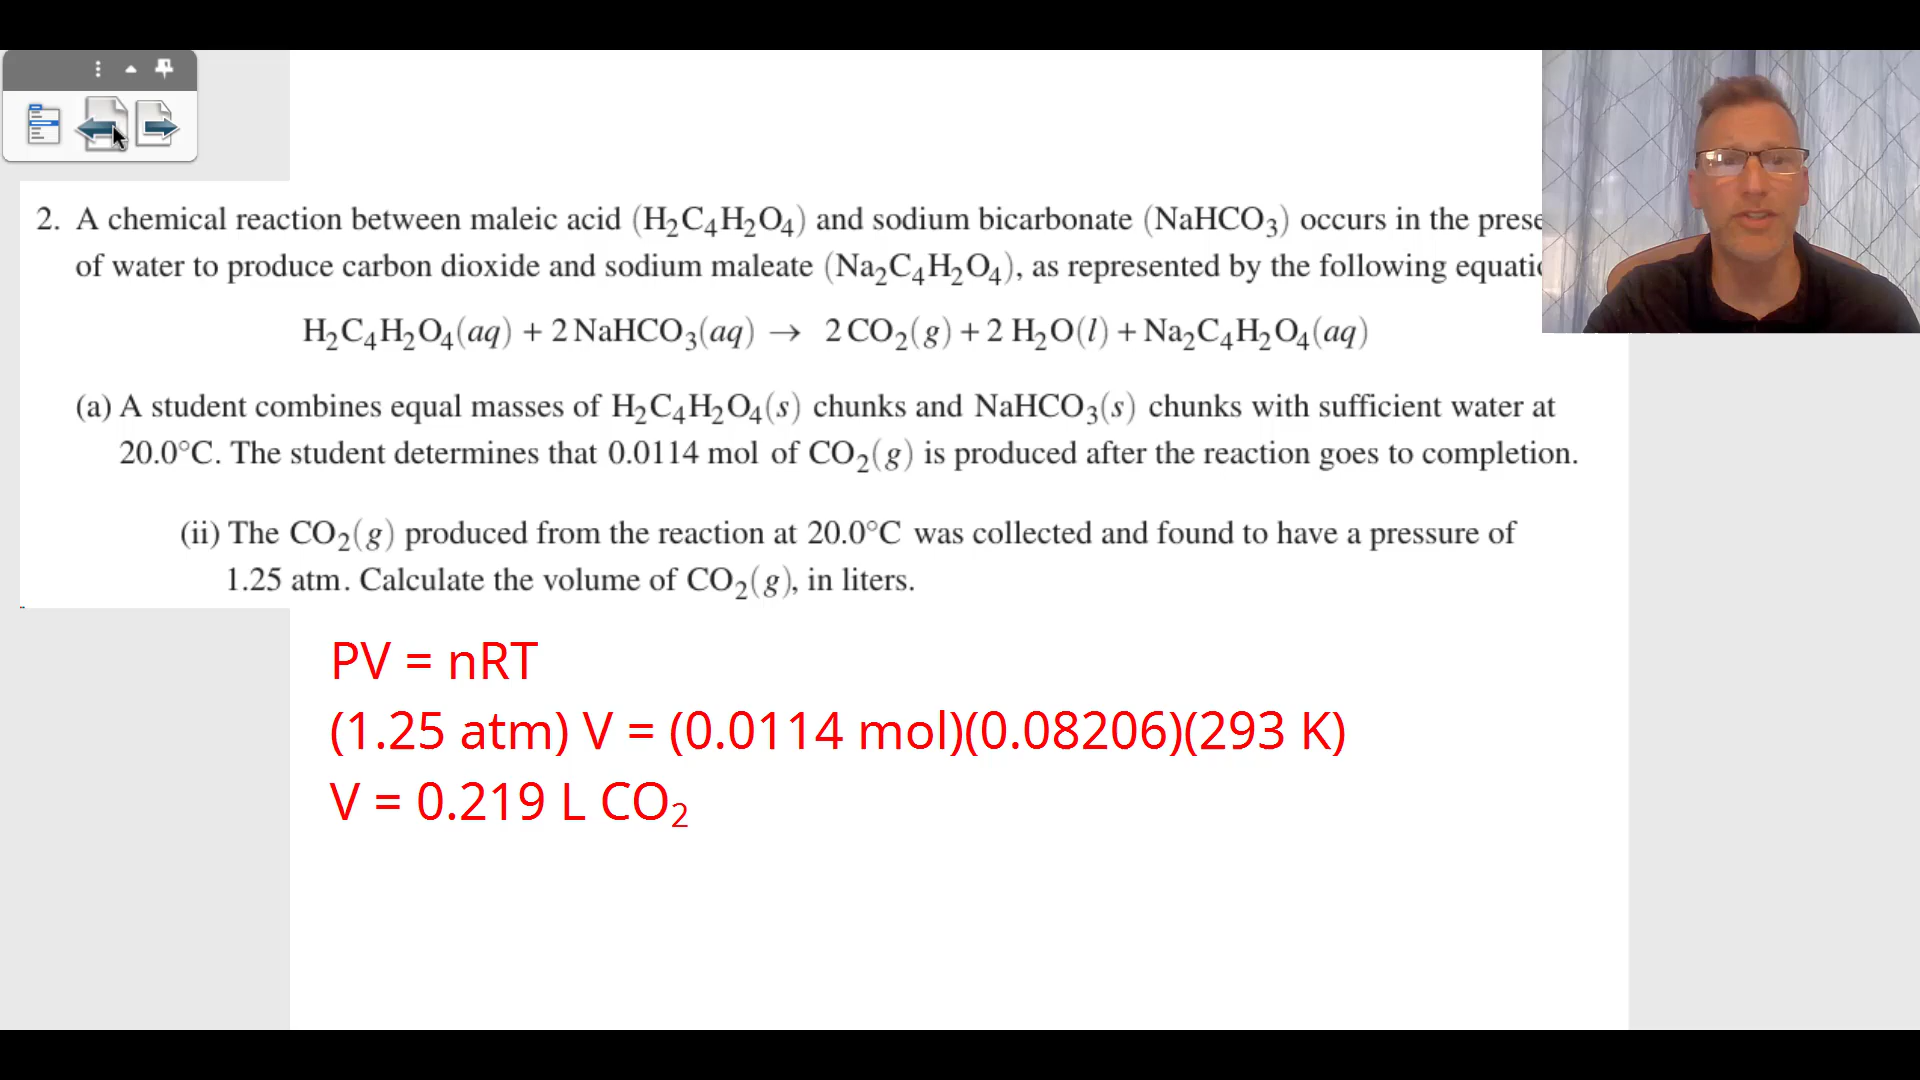 2. A chemical reaction between maleic acid (H₂C₄H₂O₄) and sodium bicarbonate (NaHCO₃) occurs in the
of water to produce carbon dioxide and sodium maleate (Na₂C₄H₂O₄), as represented by the following
H₂C₄H₂O₄(aq) + 2 NaHCO₃(aq) → 2 CO₂(g) + 2 H₂O(l) + Na₂C₄H₂O₄(aq)
(a) A student combines equal masses of H₂C₄H₂O₄(s) chunks and NaHCO₃(s) chunks with sufficient water at
20.0°C. The student determines that 0.0114 mol of CO₂(g) is produced after the reaction goes to completion.
(ii) The CO₂(g) produced from the reaction at 20.0°C was collected and found to have a pressure of
1.25 atm. Calculate the volume of CO₂(g), in liters.
PV = nRT
(1.25 atm) V = (0.0114 mol)(0.08206)(293 K)
V = 0.219 L CO₂